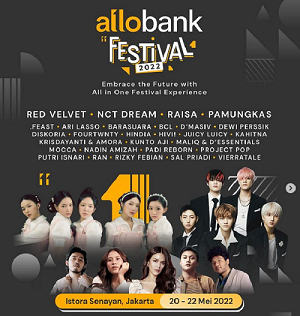 allobank
FESTIVAL
2022
Embrace the Future with
All in One Festival Experience
RED VELVET • NCT DREAM • RAISA • PAMUNGKAS
.FEAST • ARI LASSO • BARASUARA • BCL • D'MASIV • DEWI PERSSIK
DISKORIA • FOURTWNTY • HINDIA • HIVI! • JUICY LUICY • KAHITNA
KRISDAYANTI & AMORA • KUNTO AJI • MALIQ & D'ESSENTIALS
MOCCA • NADIN AMIZAH • PADI REBORN • PROJECT POP
PUTRI ISNARI • RAN • RIZKY FEBIAN • SAL PRIADI • VIERRATALE
Istora Senayan, Jakarta 20 - 22 Mei 2022